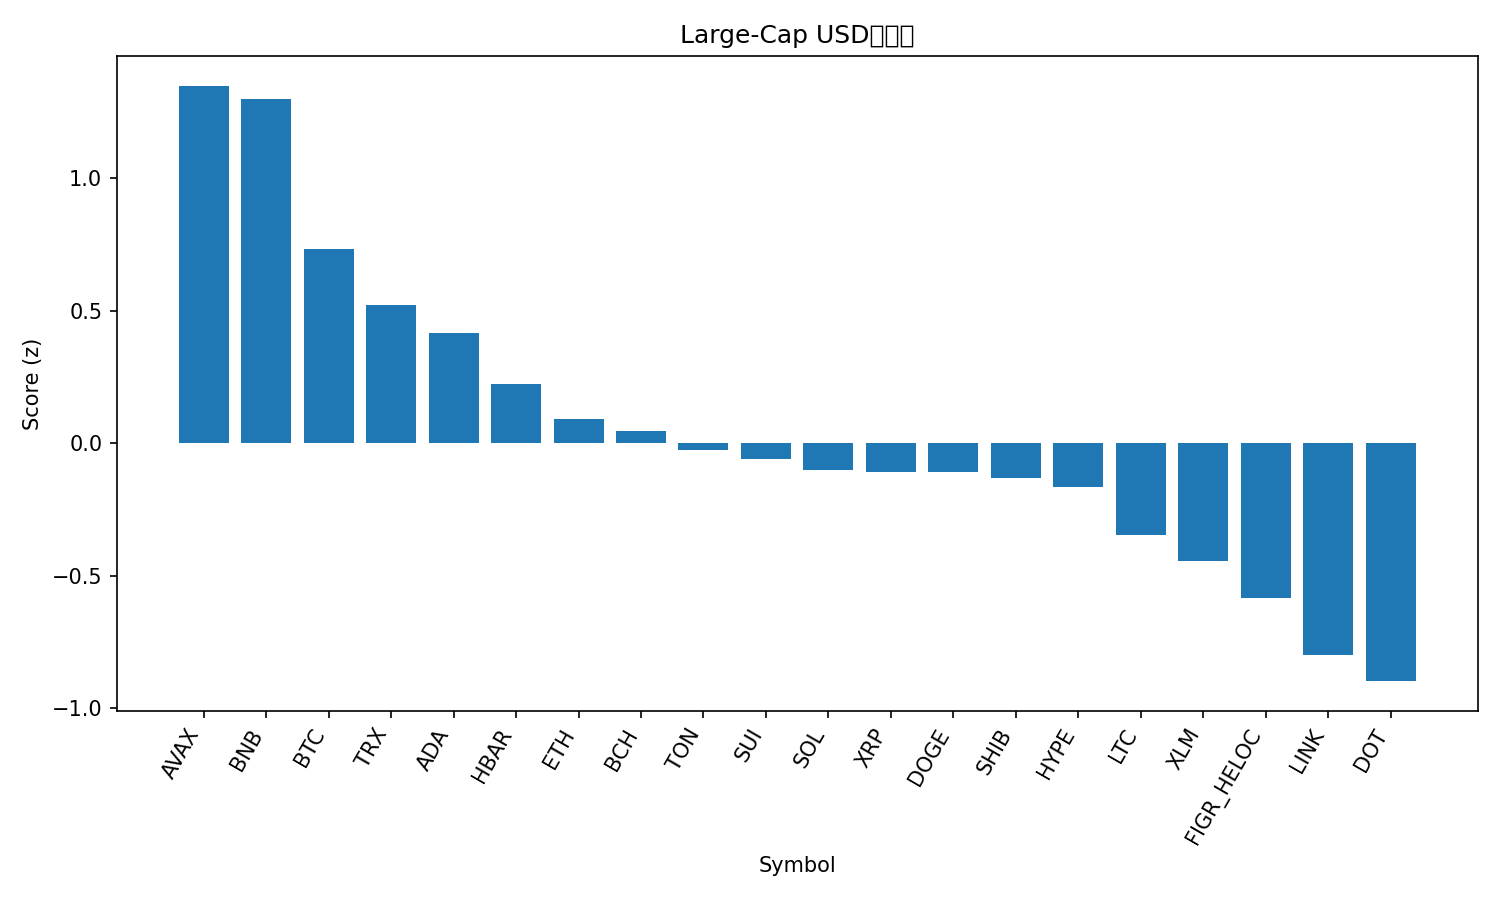 Large-Cap USD
Score (z)
1.0
0.5
0.0
−0.5
−1.0
AVAX
BNB
BTC
TRX
ADA
HBAR
ETH
BCH
TON
SUI
SOL
XRP
DOGE
SHIB
HYPE
LTC
XLM
FIGR_HELOC
LINK
DOT
Symbol